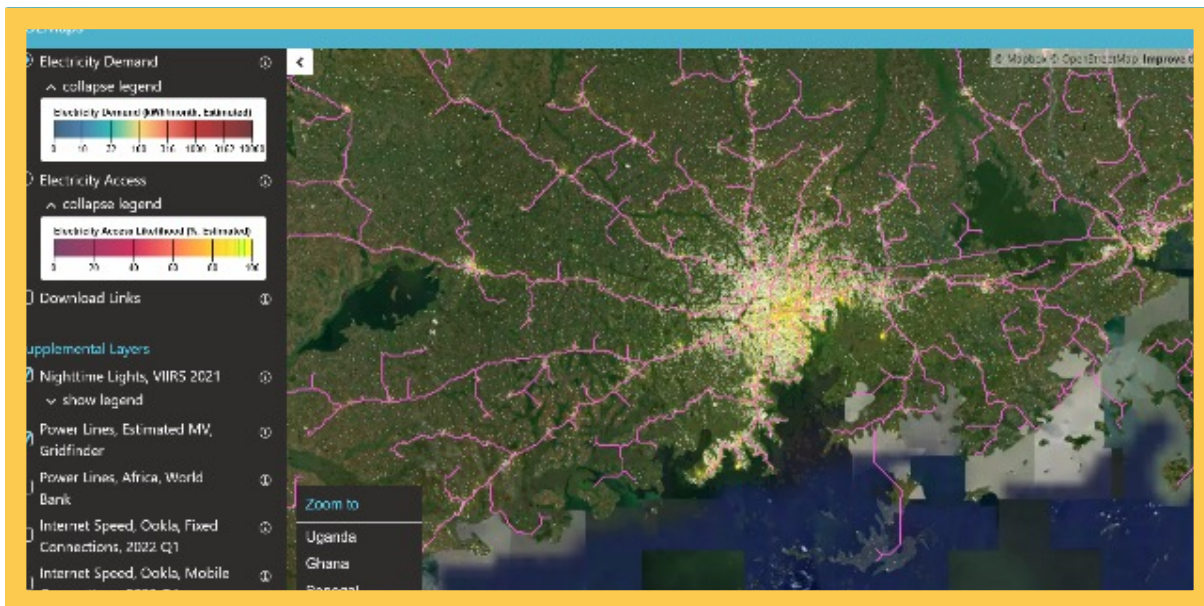 Electricity Demand
collapse legend
Electricity Demand (kWh/month, Estimated)
0 10 32 100 316 1000 3162 10000
Electricity Access
collapse legend
Electricity Access Likelihood (%, Estimated)
0 20 40 60 80 100
Download Links
upplemental Layers
Nighttime Lights, VIIRS 2021
show legend
Power Lines, Estimated MV,
Gridfinder
Power Lines, Africa, World
Bank
Internet Speed, Ookla, Fixed
Connections, 2022 Q1
Internet Speed, Ookla, Mobile
© Mapbox © OpenStreetMap Improve
Zoom to
Uganda
Ghana